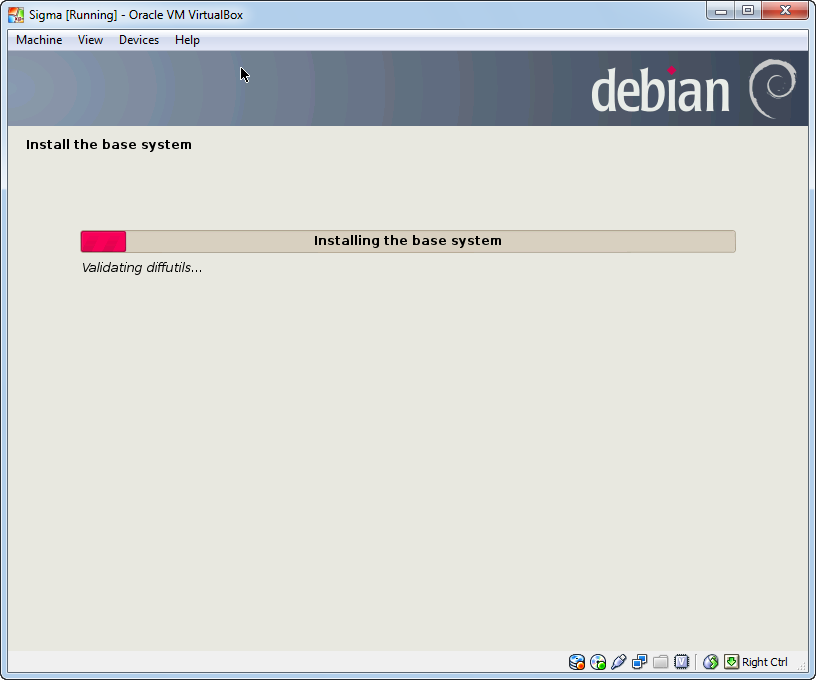 Sigma [Running] - Oracle VM VirtualBox
Machine View Devices Help
debian
Install the base system
Installing the base system
Validating diffutils...
Right Ctrl